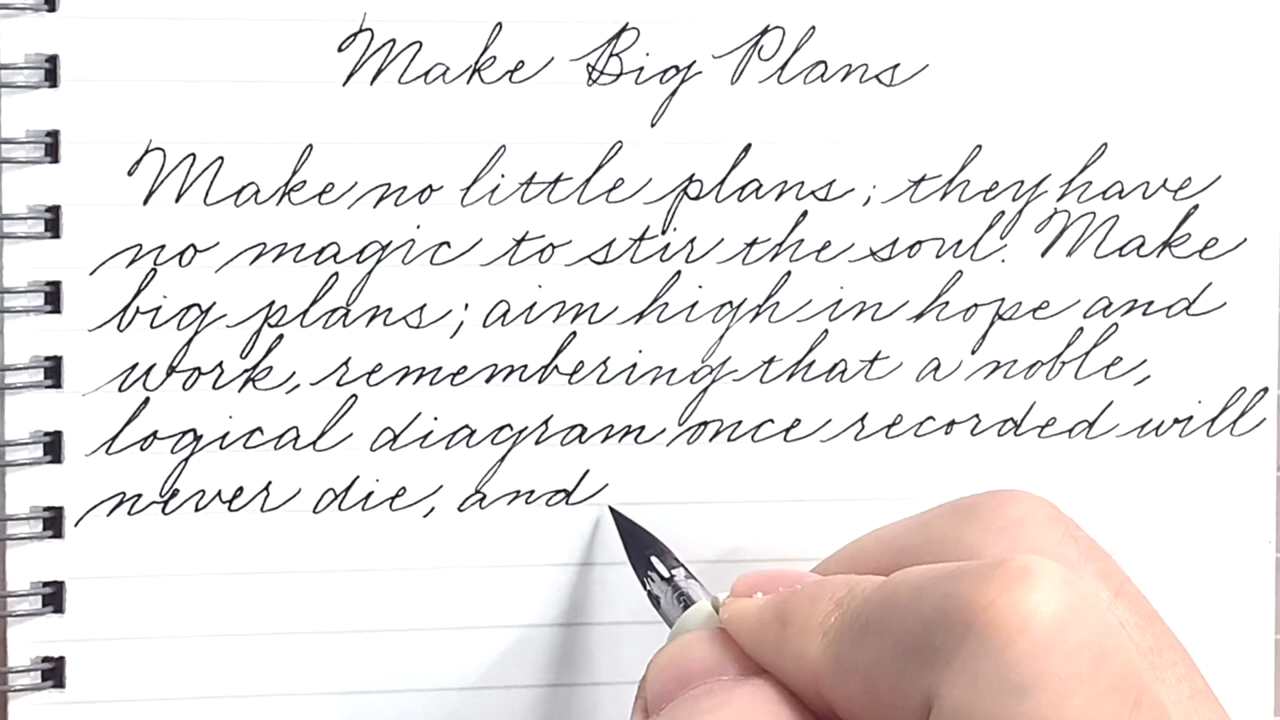 Make Big Plans
Make no little plans; they have
no magic to stir the soul. Make
big plans; aim high in hope and
work, remembering that a noble,
logical diagram once recorded will
never die, and